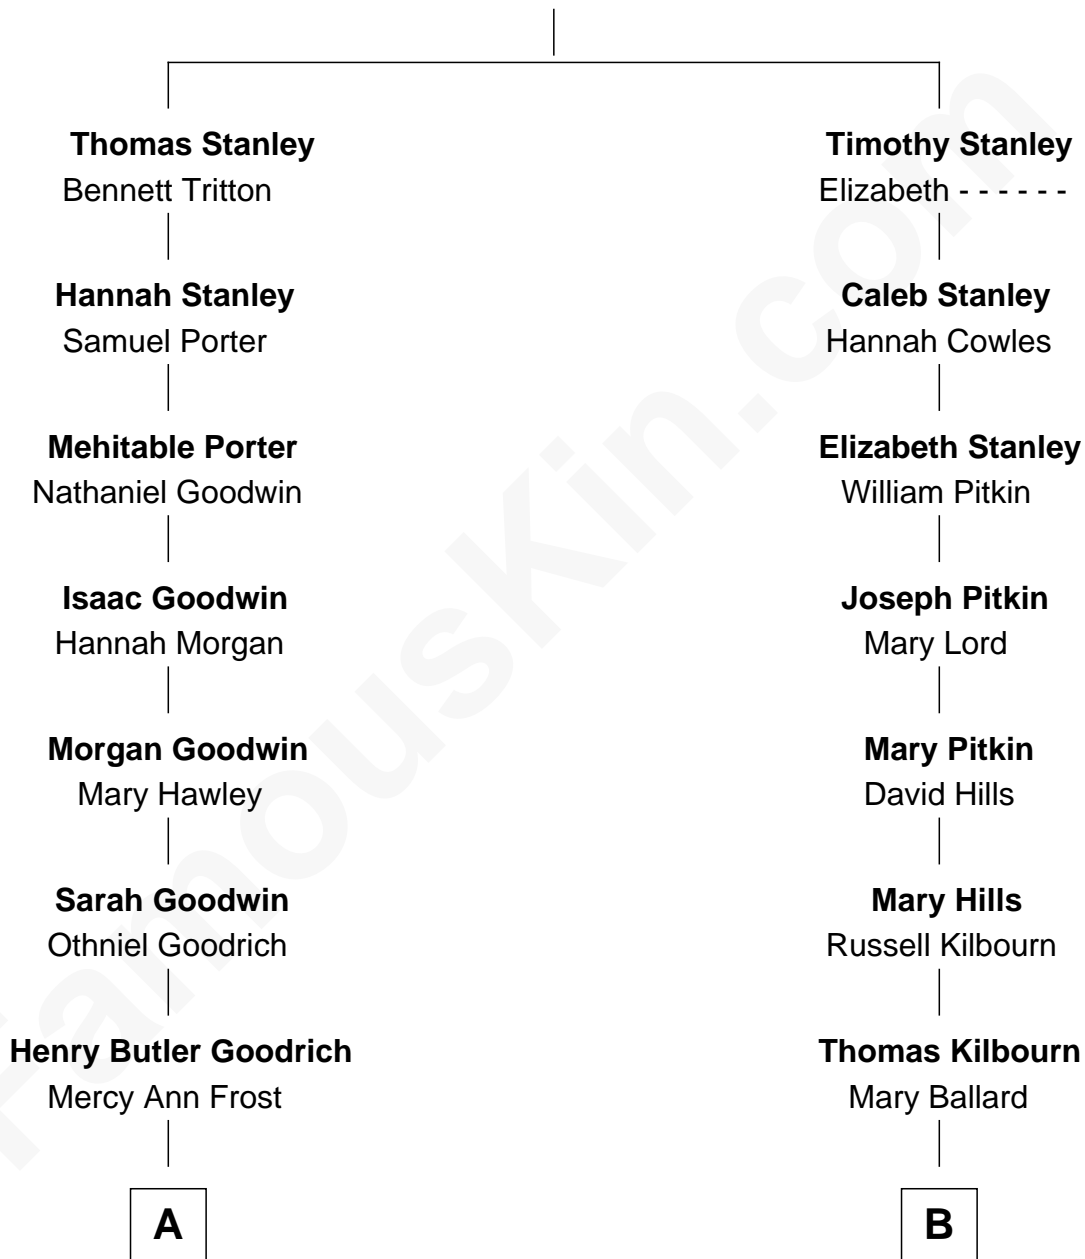 Thomas Stanley
Bennett Tritton
Timothy Stanley
Elizabeth - - - - - -
Hannah Stanley
Samuel Porter
Caleb Stanley
Hannah Cowles
Mehitable Porter
Nathaniel Goodwin
Elizabeth Stanley
William Pitkin
Isaac Goodwin
Hannah Morgan
Joseph Pitkin
Mary Lord
Morgan Goodwin
Mary Hawley
Mary Pitkin
David Hills
Sarah Goodwin
Othniel Goodrich
Mary Hills
Russell Kilbourn
Henry Butler Goodrich
Mercy Ann Frost
Thomas Kilbourn
Mary Ballard
A
B
FamousKin.com